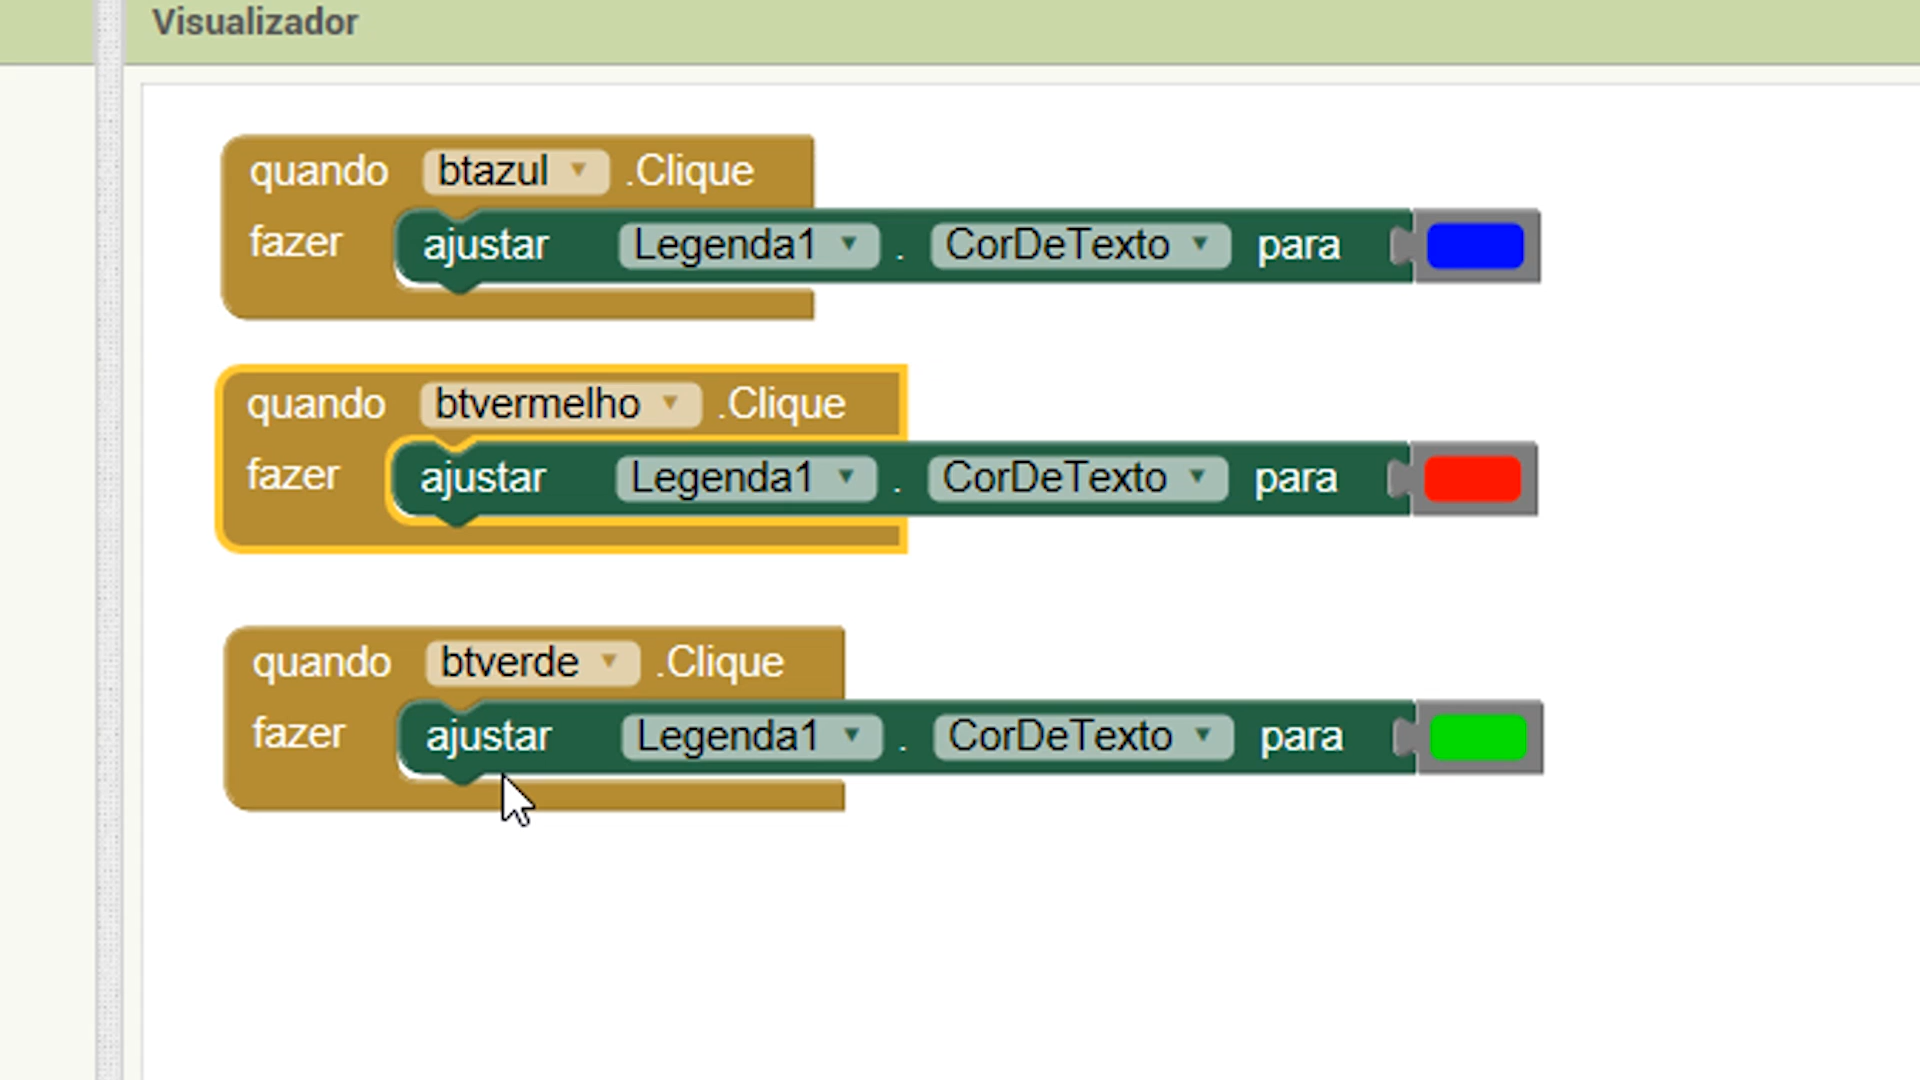 Visualizador
quando btazul .Clique
fazer ajustar Legenda1 . CorDeTexto para
quando btvermelho .Clique
fazer ajustar Legenda1 . CorDeTexto para
quando btverde .Clique
fazer ajustar Legenda1 . CorDeTexto para